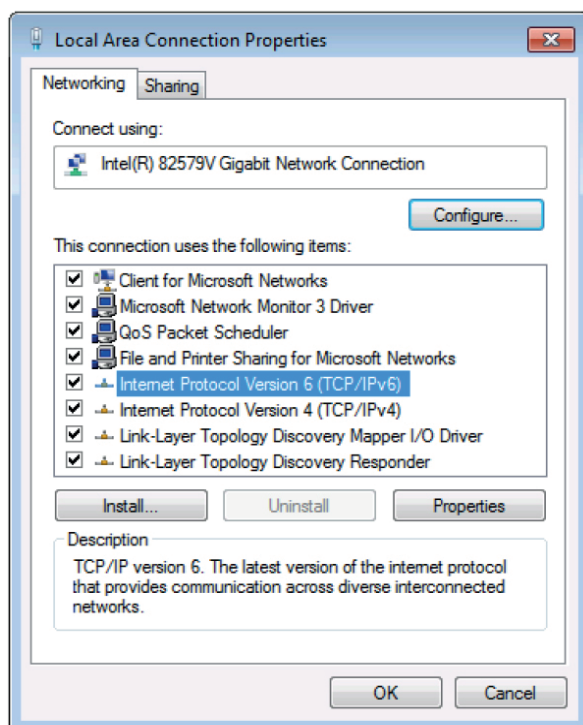 Local Area Connection Properties
Networking
Sharing
Connect using:
Intel(R) 82579V Gigabit Network Connection
Configure...
This connection uses the following items:
Client for Microsoft Networks
Microsoft Network Monitor 3 Driver
QoS Packet Scheduler
File and Printer Sharing for Microsoft Networks
Internet Protocol Version 6 (TCP/IPv6)
Internet Protocol Version 4 (TCP/IPv4)
Link-Layer Topology Discovery Mapper I/O Driver
Link-Layer Topology Discovery Responder
Install...
Uninstall
Properties
Description
TCP/IP version 6. The latest version of the internet protocol
that provides communication across diverse interconnected
networks.
OK
Cancel